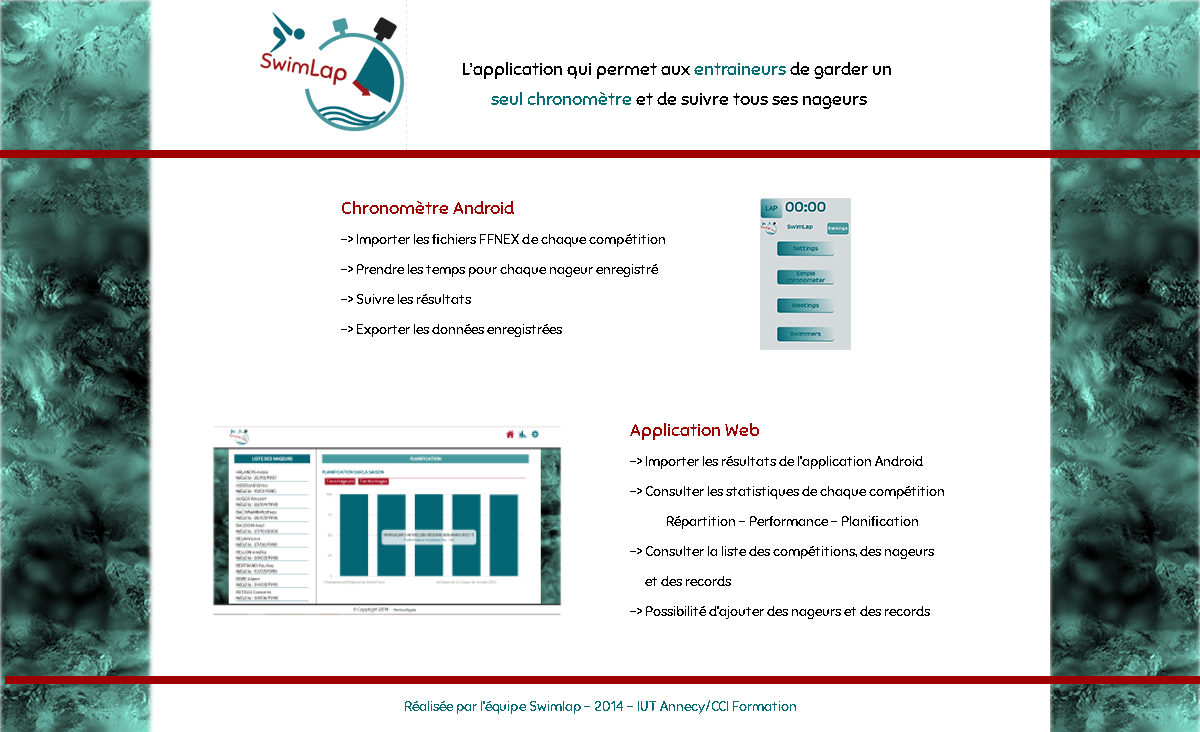 SwimLap
L'application qui permet aux entraineurs de garder un
seul chronomètre et de suivre tous ses nageurs
Chronomètre Android
-> Importer les fichiers FFNEX de chaque compétition
-> Prendre les temps pour chaque nageur enregistré
-> Suivre les résultats
-> Exporter les données enregistrées
LAP 00:00
SwimLap Rankings
Settings
Simple
chronometer
Meetings
Swimmers
LISTE DES NAGEURS
PLANIFICATION
PLANIFICATION SUR LA SAISON
© Copyright 2014
Application Web
-> Importer les résultats de l'application Android
-> Consulter les statistiques de chaque compétition
Répartition - Performance - Planification
-> Consulter la liste des compétitions, des nageurs
et des records
-> Possibilité d'ajouter des nageurs et des records
Réalisée par l'équipe Swimlap - 2014 - IUT Annecy/CCI Formation